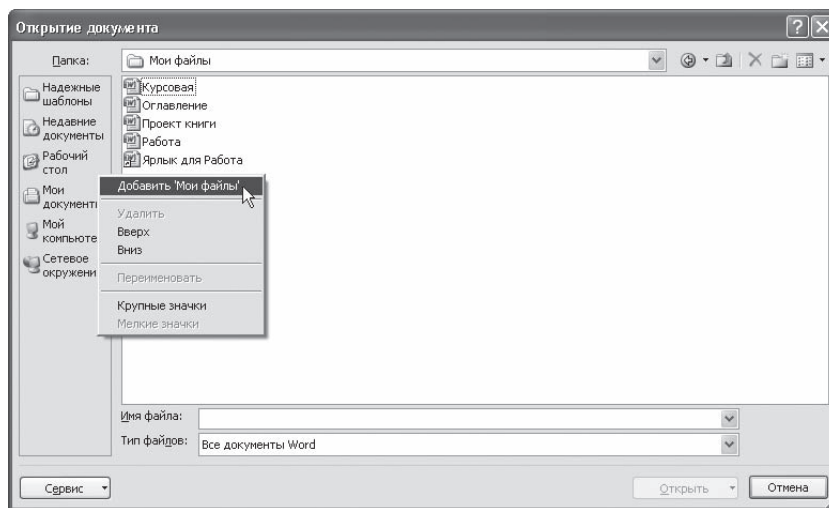 Открытие документа
Папка:
Мои файлы
Надежные
шаблоны
Недавние
документы
Рабочий
стол
Мои
документы
Мой
компьюте
Сетевое
окружени
Курсовая
Оглавление
Проект книги
Работа
Ярлык для Работа
Добавить 'Мои файлы'
Удалить
Вверх
Вниз
Переименовать
Крупные значки
Мелкие значки
Имя файла:
Тип файлов:
Все документы Word
Сервис
Открыть
Отмена